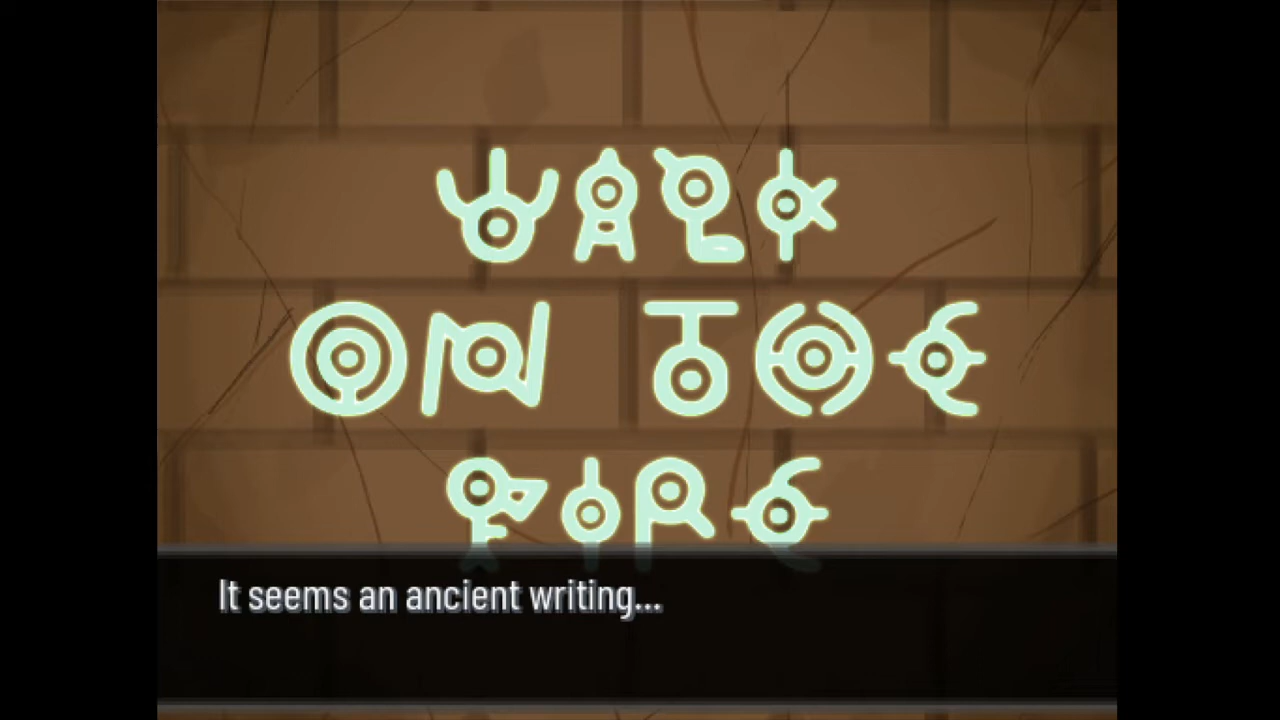 WALK
ON THE
FIRE
It seems an ancient writing...